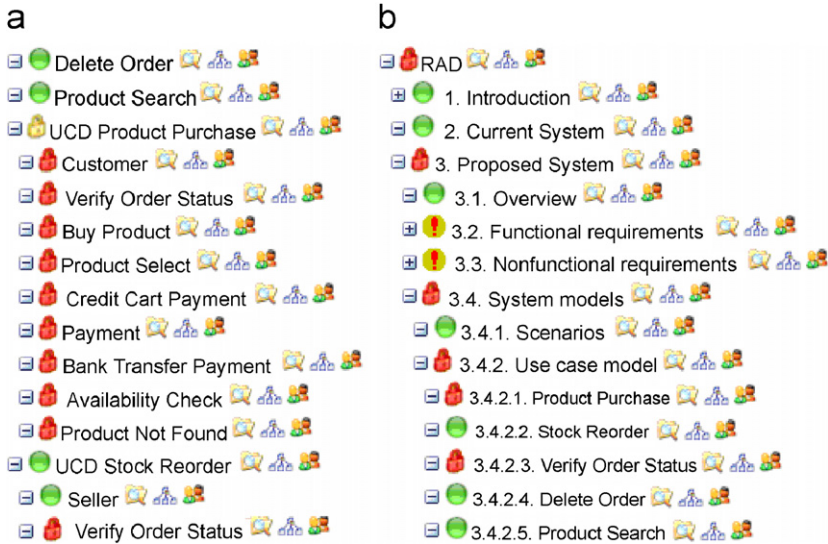 a
Delete Order
Product Search
UCD Product Purchase
Customer
Verify Order Status
Buy Product
Product Select
Credit Cart Payment
Payment
Bank Transfer Payment
Availability Check
Product Not Found
UCD Stock Reorder
Seller
Verify Order Status
b
RAD
1. Introduction
2. Current System
3. Proposed System
3.1. Overview
3.2. Functional requirements
3.3. Nonfunctional requirements
3.4. System models
3.4.1. Scenarios
3.4.2. Use case model
3.4.2.1. Product Purchase
3.4.2.2. Stock Reorder
3.4.2.3. Verify Order Status
3.4.2.4. Delete Order
3.4.2.5. Product Search